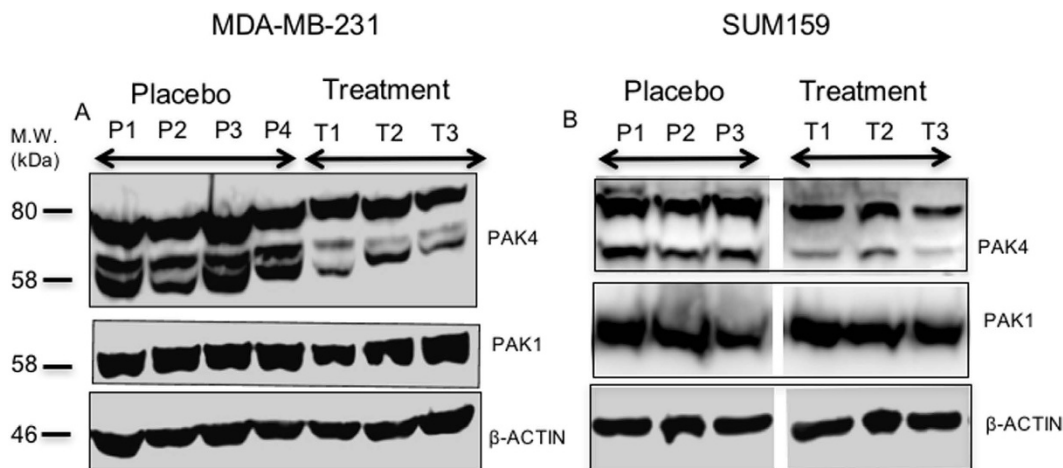 MDA-MB-231
SUM159
A
Placebo
Treatment
M.W.
(kDa)
P1 P2 P3 P4 T1 T2 T3
80
58
PAK4
58
PAK1
46
β-ACTIN
B
Placebo
Treatment
P1 P2 P3 T1 T2 T3
PAK4
PAK1
β-ACTIN